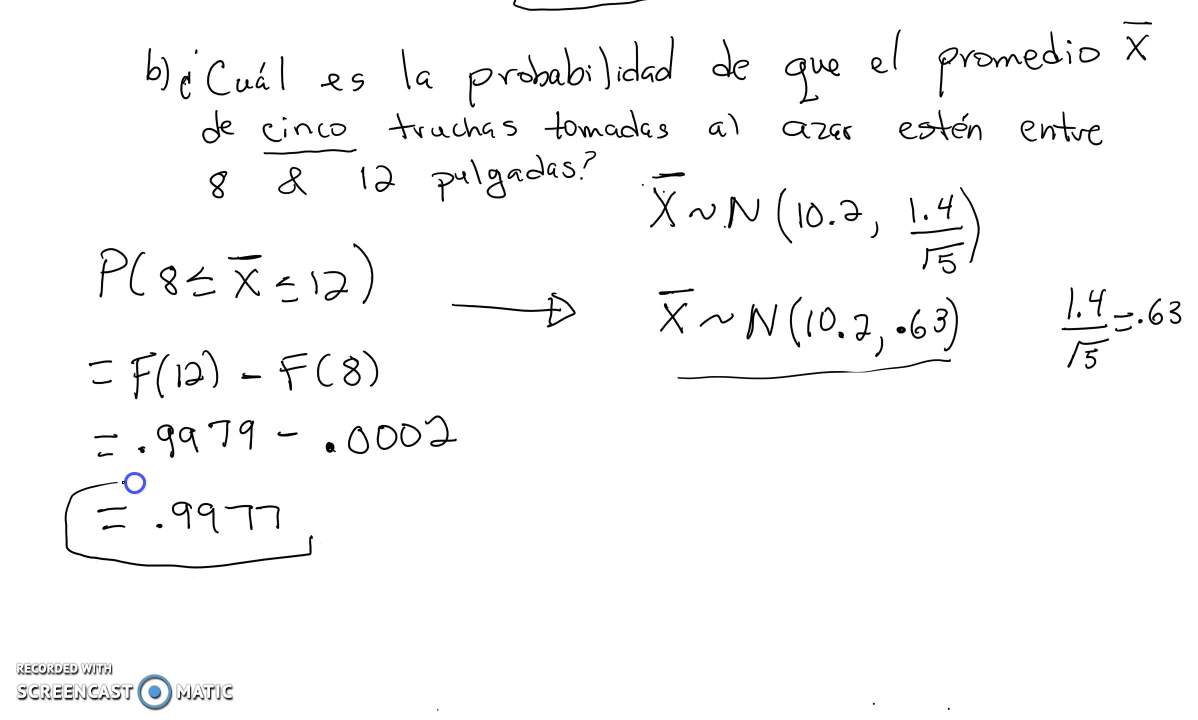 b) ¿Cuál es la probabilidad de que el promedio X̅
de cinco truchas tomadas al azar estén entre
8 & 12 pulgadas?
X̅ ~ N(10.2, 1.4/√5)
P(8 ≤ X̅ ≤ 12)
X̅ ~ N(10.2, .63)
1.4/√5 = .63
= F(12) - F(8)
= .9979 - .0002
= .9977
RECORDED WITH
SCREENCAST MATIC